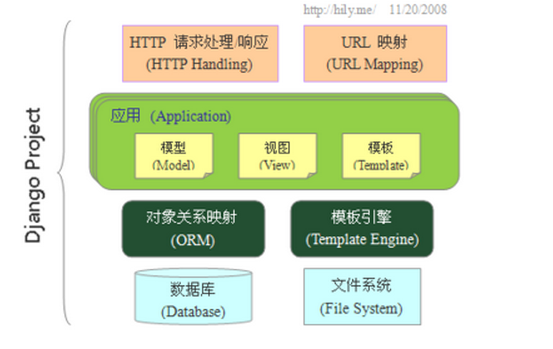 http://hily.me/ 11/20/2008
HTTP 请求处理/响应
(HTTP Handling)
URL 映射
(URL Mapping)
应用 (Application)
模型
(Model)
视图
(View)
模板
(Template)
Django Project
对象关系映射
(ORM)
模板引擎
(Template Engine)
数据库
(Database)
文件系统
(File System)